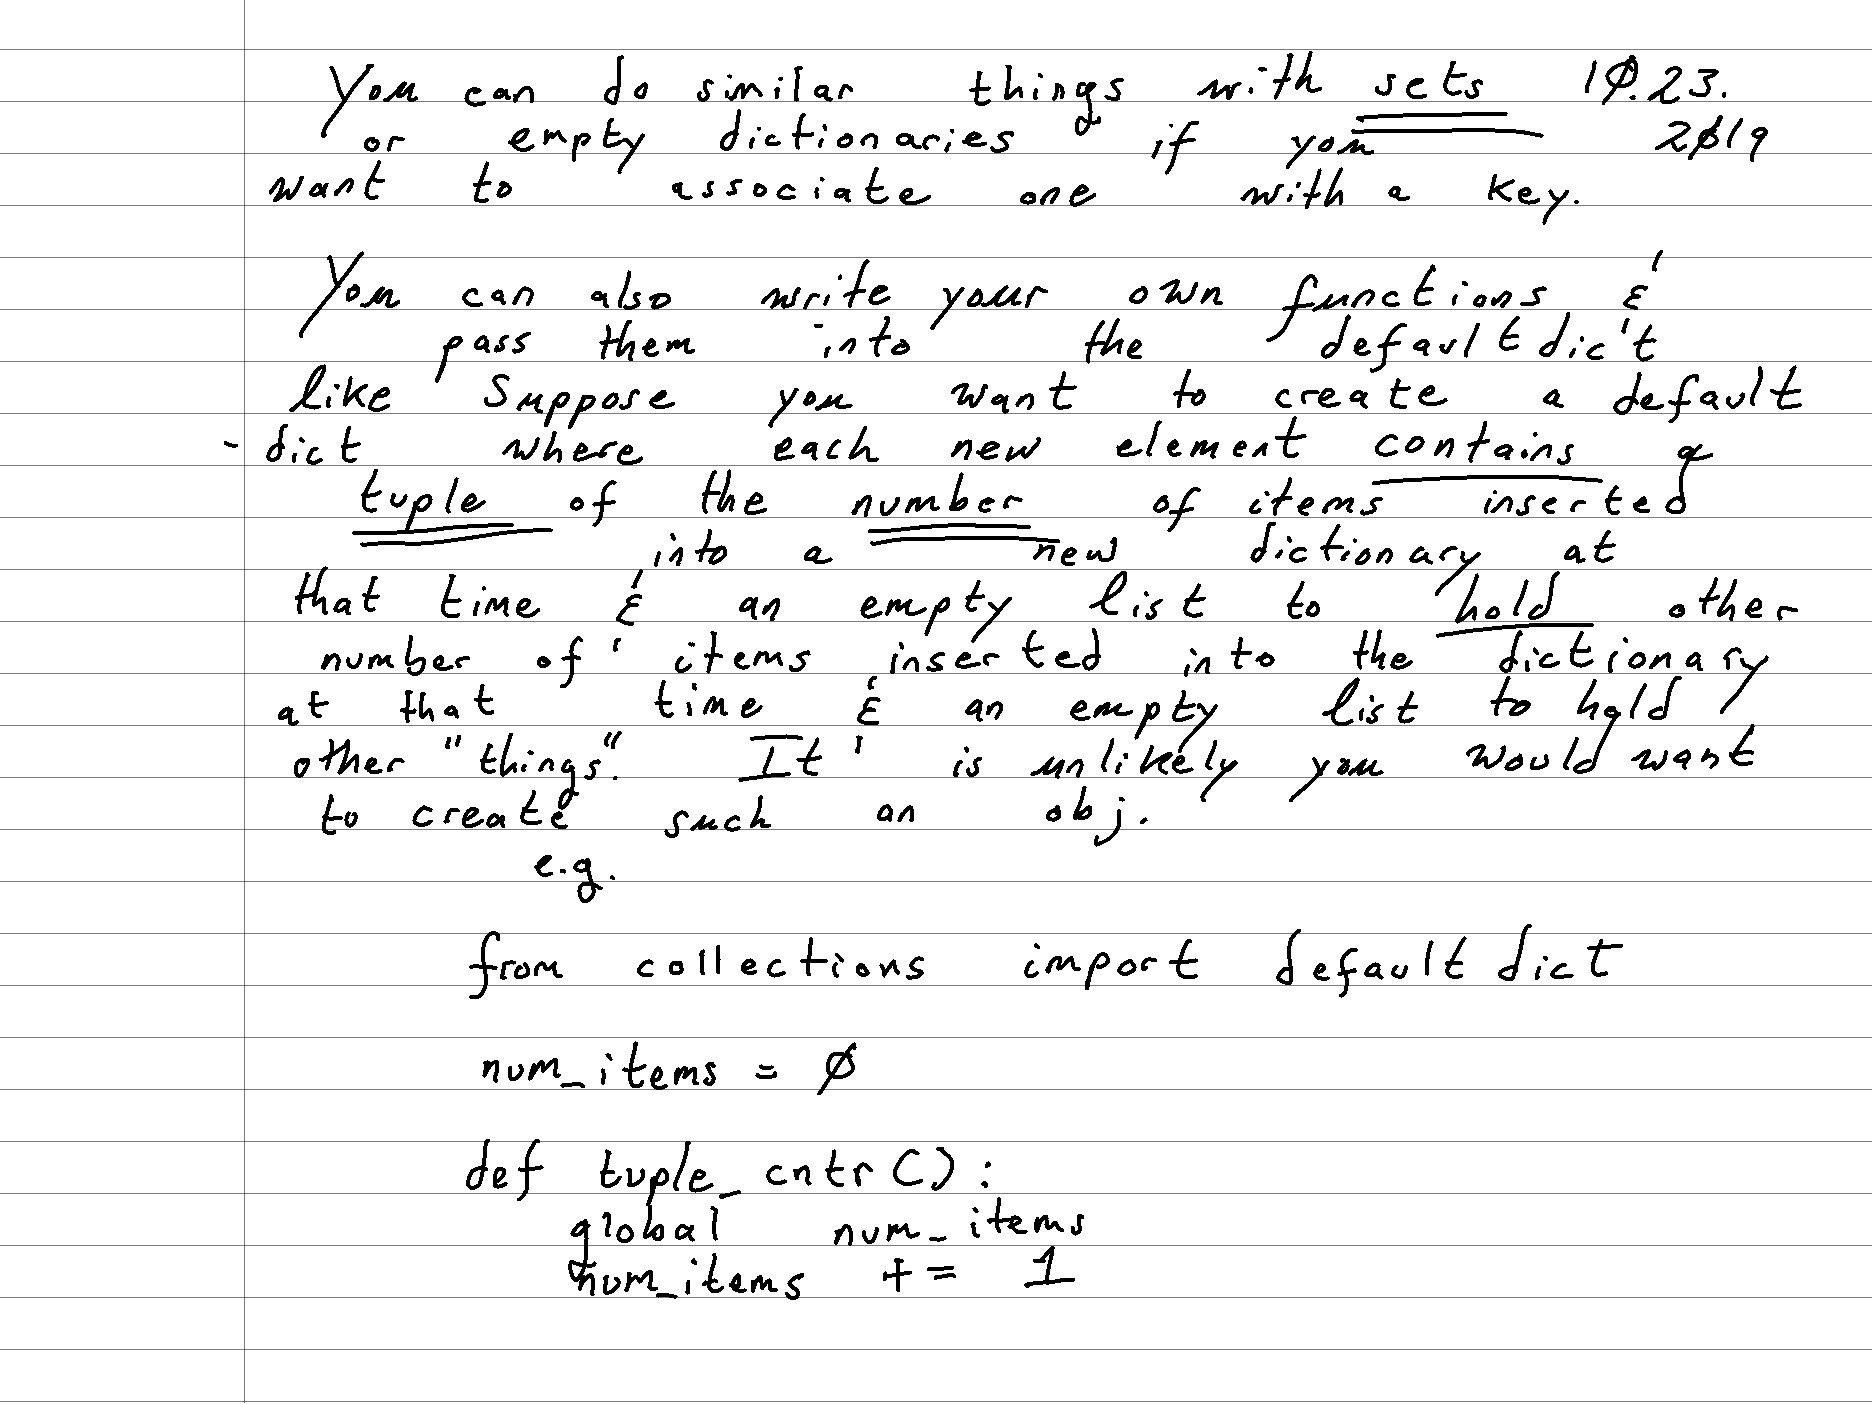 You can do similar things with sets 10.23.
or empty dictionaries if you 2019
want to associate one with a key.
You can also write your own functions &
pass them into the defaultdic't
like Suppose you want to create a default
-dict where each new element contains a
tuple of the number of items inserted
into a new dictionary at
that time & an empty list to hold other
number of items inserted into the dictionary
at that time & an empty list to hold
other "things". It is unlikely you would want
to create such an obj.
e.g.
from collections import defaultdict
num_items = 0
def tuple_cntr():
global num_items
num_items += 1